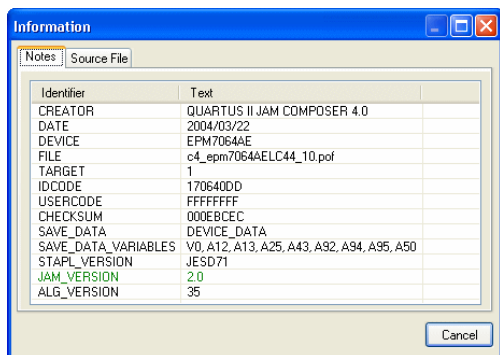 Information
Notes Source File
Identifier Text
CREATOR QUARTUS II JAM COMPOSER 4.0
DATE 2004/03/22
DEVICE EPM7064AE
FILE c4_epm7064AELC44_10.pof
TARGET 1
IDCODE 170640DD
USERCODE FFFFFFFF
CHECKSUM 000EBCEC
SAVE_DATA DEVICE_DATA
SAVE_DATA_VARIABLES V0, A12, A13, A25, A43, A92, A94, A95, A50
STAPL_VERSION JESD71
JAM_VERSION 2.0
ALG_VERSION 35
Cancel